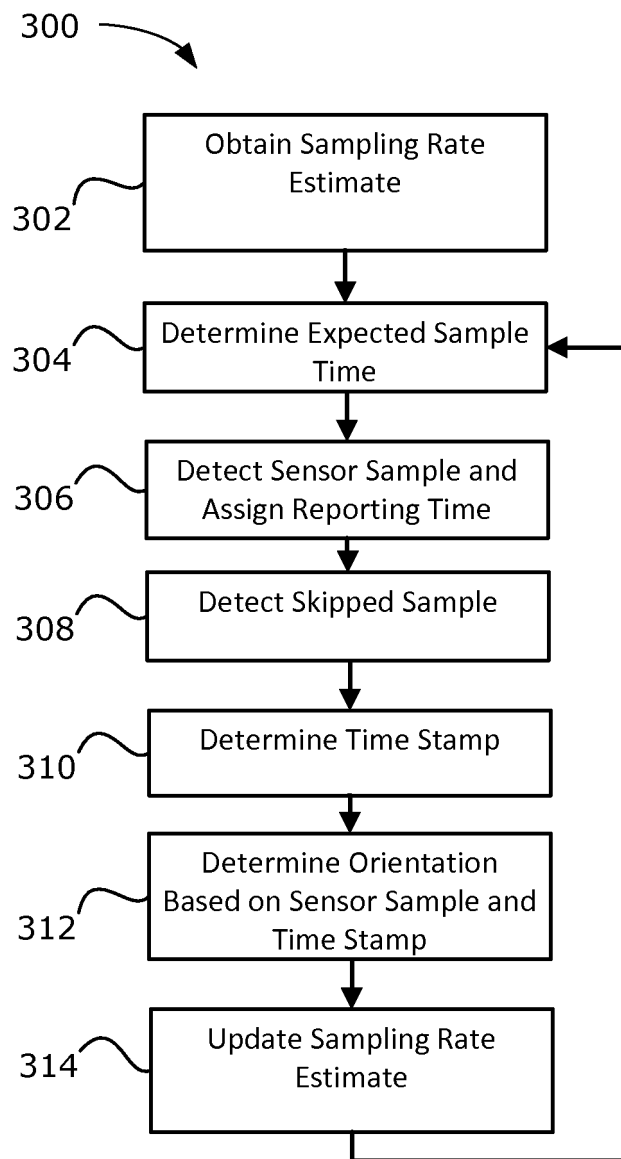 300
Obtain Sampling Rate
Estimate
302
Determine Expected Sample
Time
304
Detect Sensor Sample and
Assign Reporting Time
306
Detect Skipped Sample
308
Determine Time Stamp
310
Determine Orientation
Based on Sensor Sample and
Time Stamp
312
Update Sampling Rate
Estimate
314